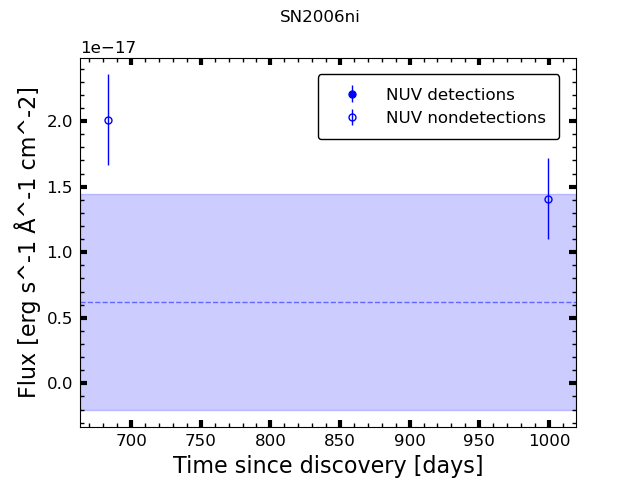 SN2006ni
1e−17
NUV detections
NUV nondetections
Flux [erg s^-1 Å^-1 cm^-2]
2.0
1.5
1.0
0.5
0.0
700 750 800 850 900 950 1000
Time since discovery [days]